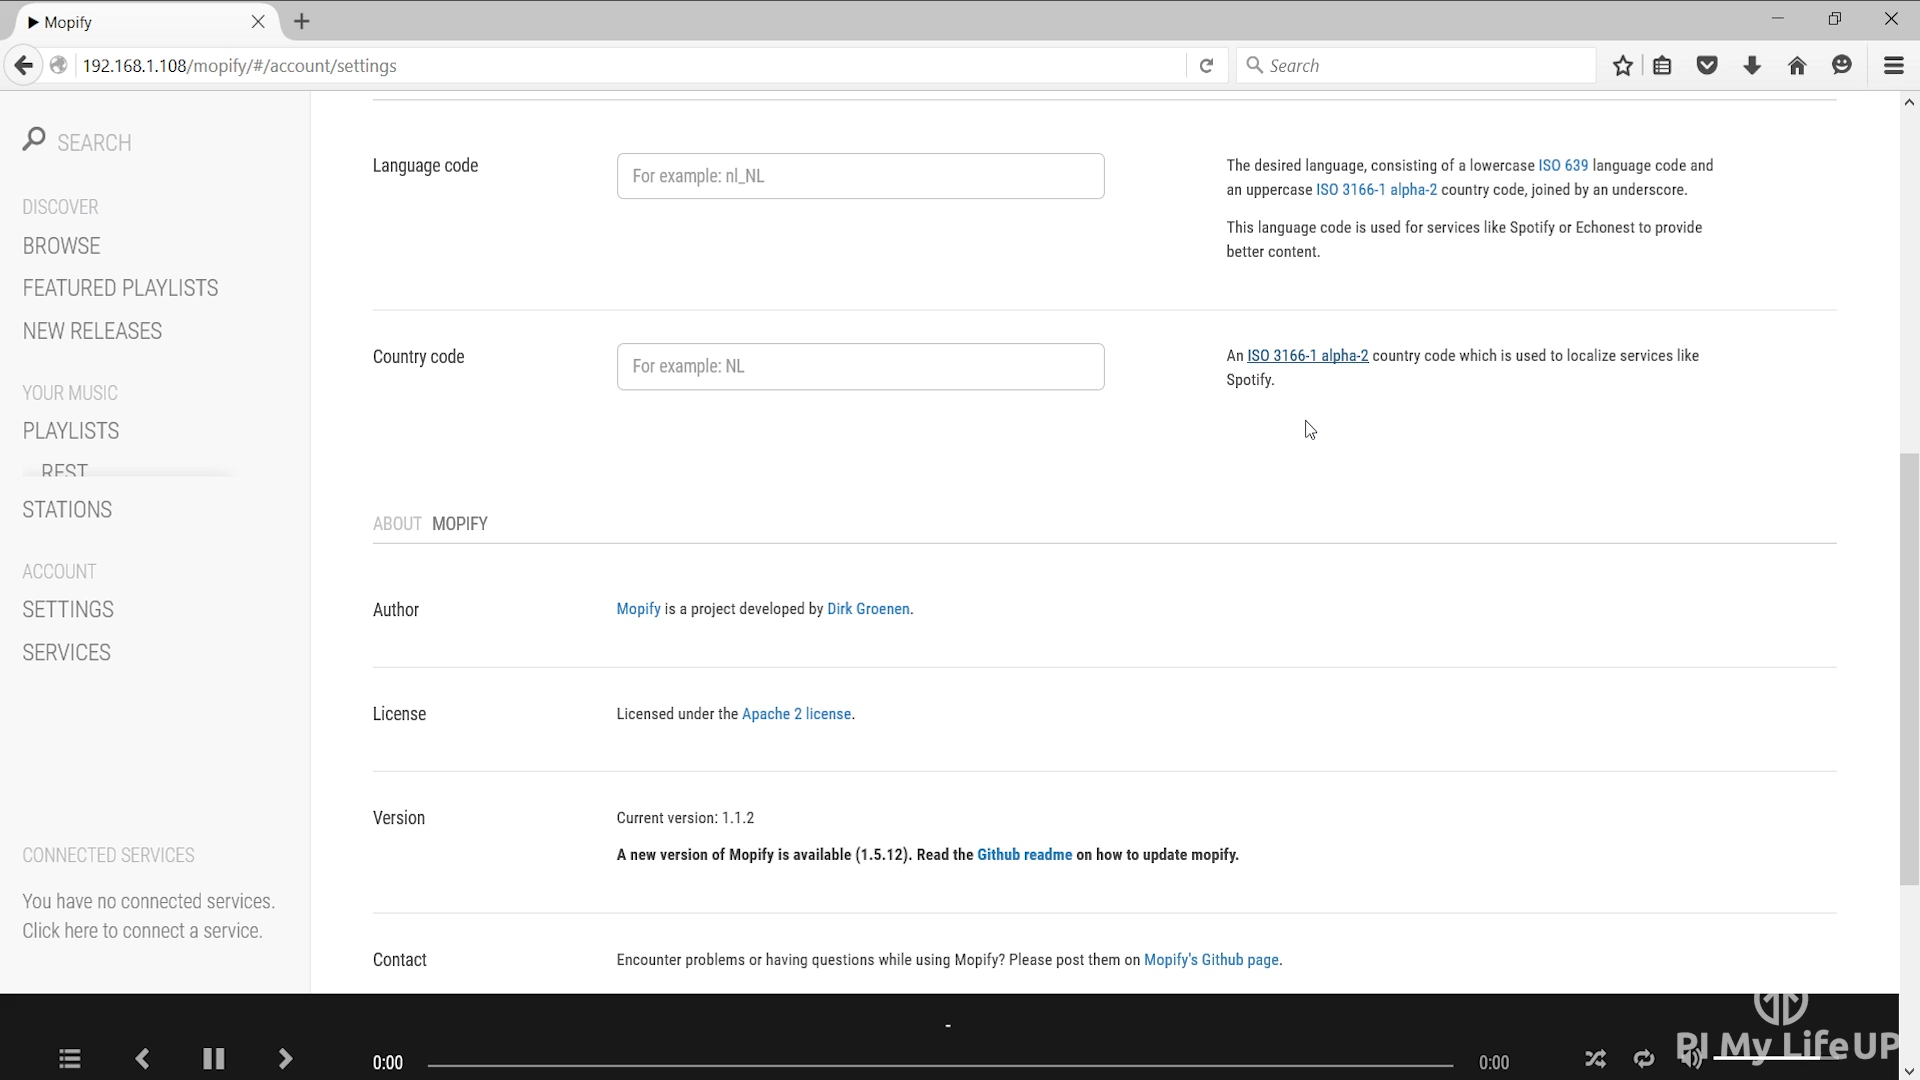 Mopify
192.168.1.108/mopify/#/account/settings
Search
SEARCH
DISCOVER
BROWSE
FEATURED PLAYLISTS
NEW RELEASES
YOUR MUSIC
PLAYLISTS
REST
STATIONS
ACCOUNT
SETTINGS
SERVICES
CONNECTED SERVICES
You have no connected services.
Click here to connect a service.
Language code
For example: nl_NL
The desired language, consisting of a lowercase ISO 639 language code and
an uppercase ISO 3166-1 alpha-2 country code, joined by an underscore.
This language code is used for services like Spotify or Echonest to provide
better content.
Country code
For example: NL
An ISO 3166-1 alpha-2 country code which is used to localize services like
Spotify.
ABOUT MOPIFY
Author
Mopify is a project developed by Dirk Groenen.
License
Licensed under the Apache 2 license.
Version
Current version: 1.1.2
A new version of Mopify is available (1.5.12). Read the Github readme on how to update mopify.
Contact
Encounter problems or having questions while using Mopify? Please post them on Mopify's Github page.
-
0:00
0:00
PI My LifeUP